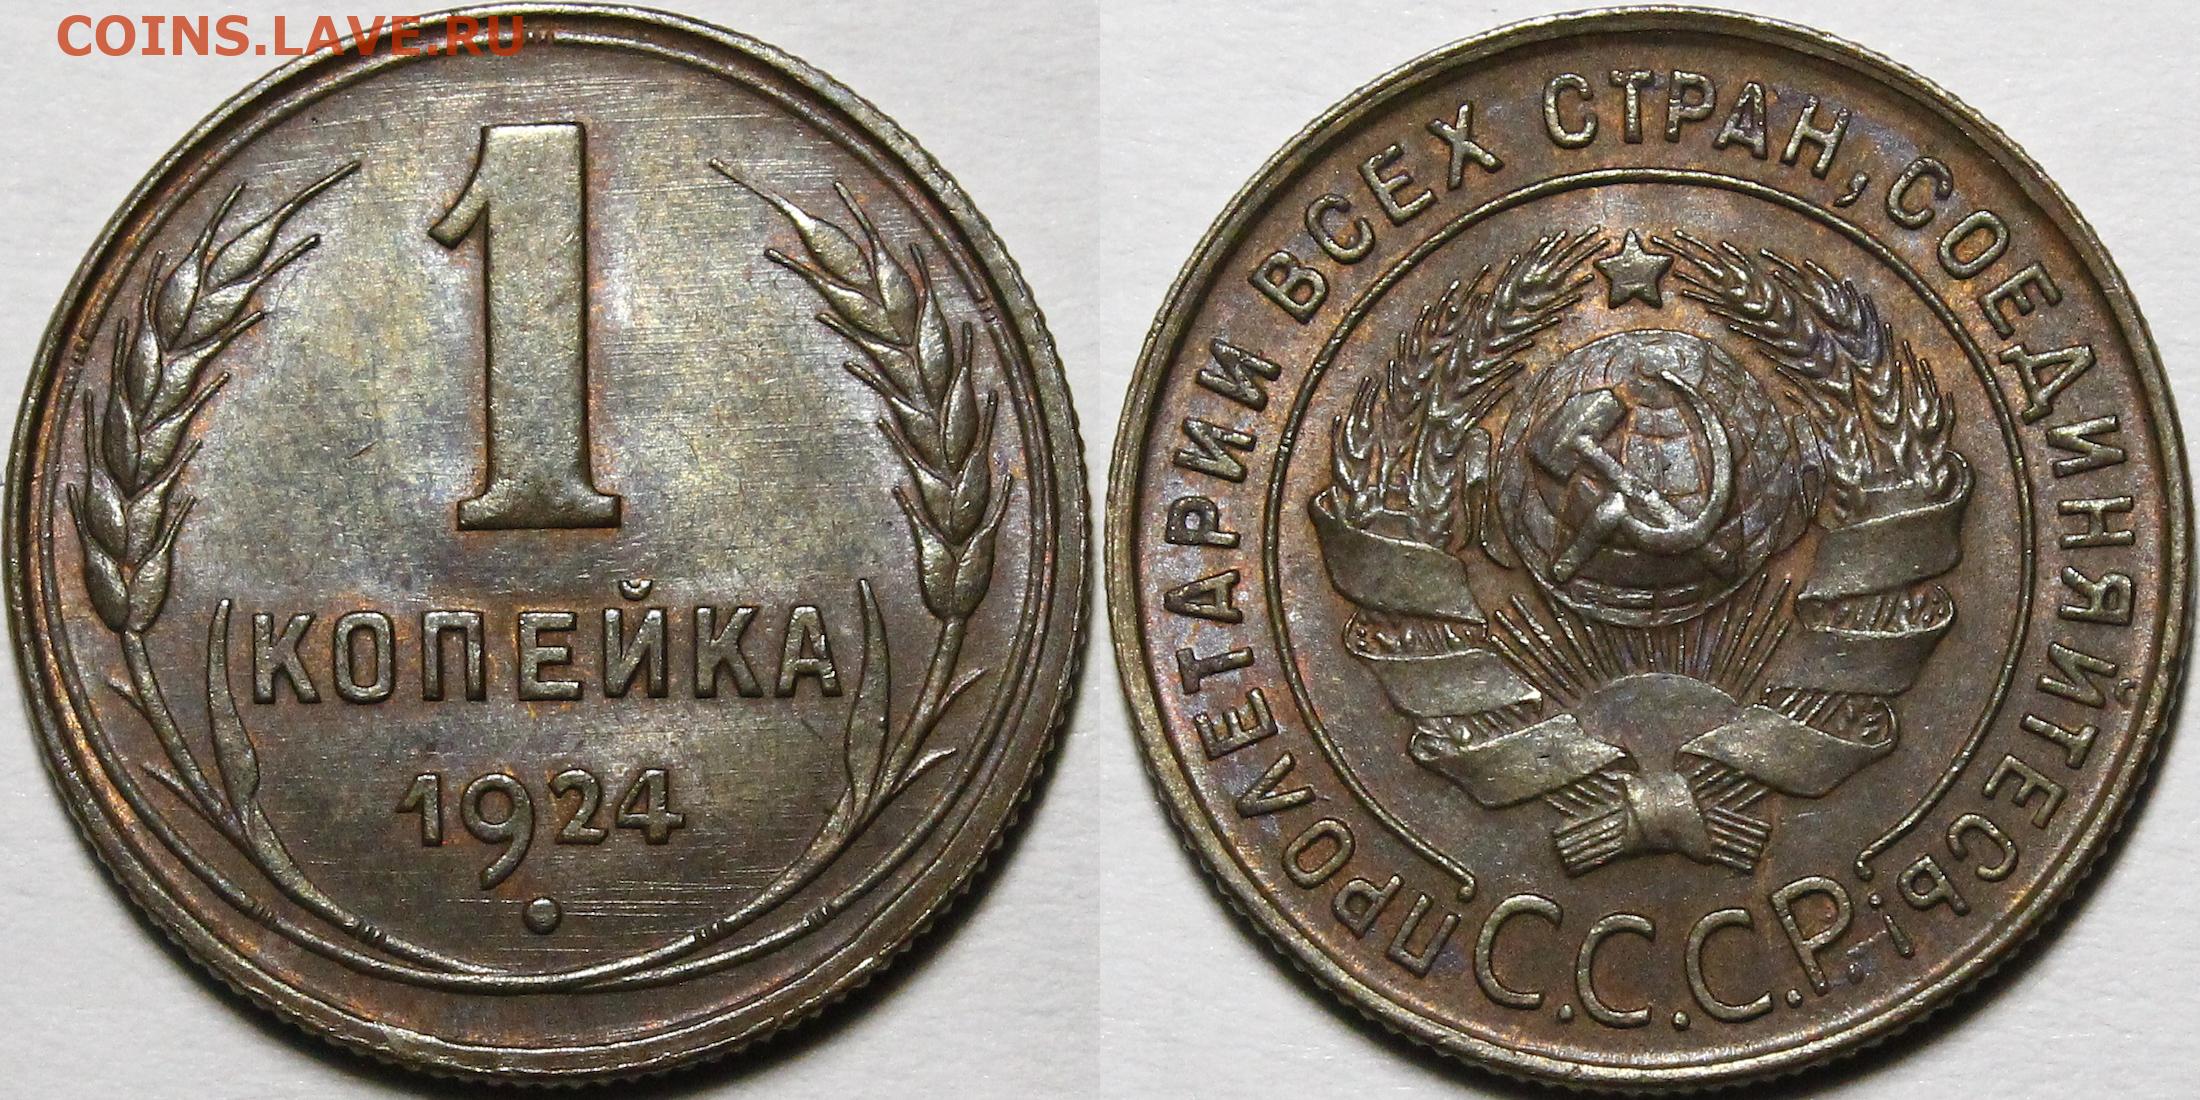 COINS.LAVE.RU
1
КОПЕЙКА
1924
ПРОЛЕТАРИИ ВСЕХ СТРАН, СОЕДИНЯЙТЕСЬ!
С.С.С.Р.